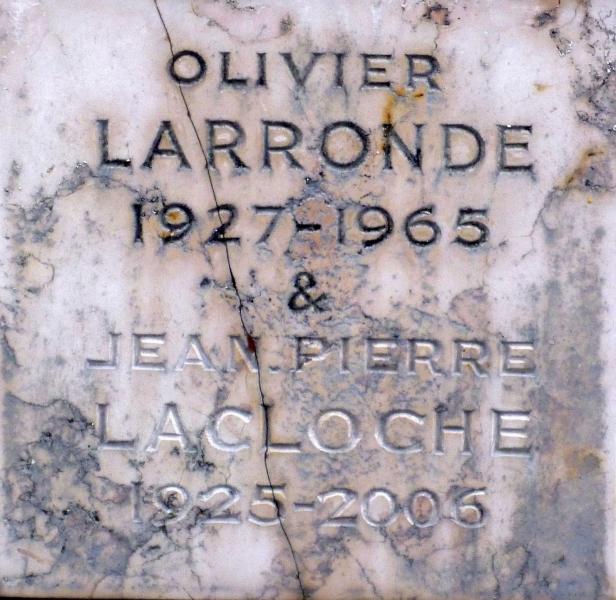 OLIVIER
LARRONDE
1927-1965
&
JEAN.PIERRE
LACLOCHE
1925-2006